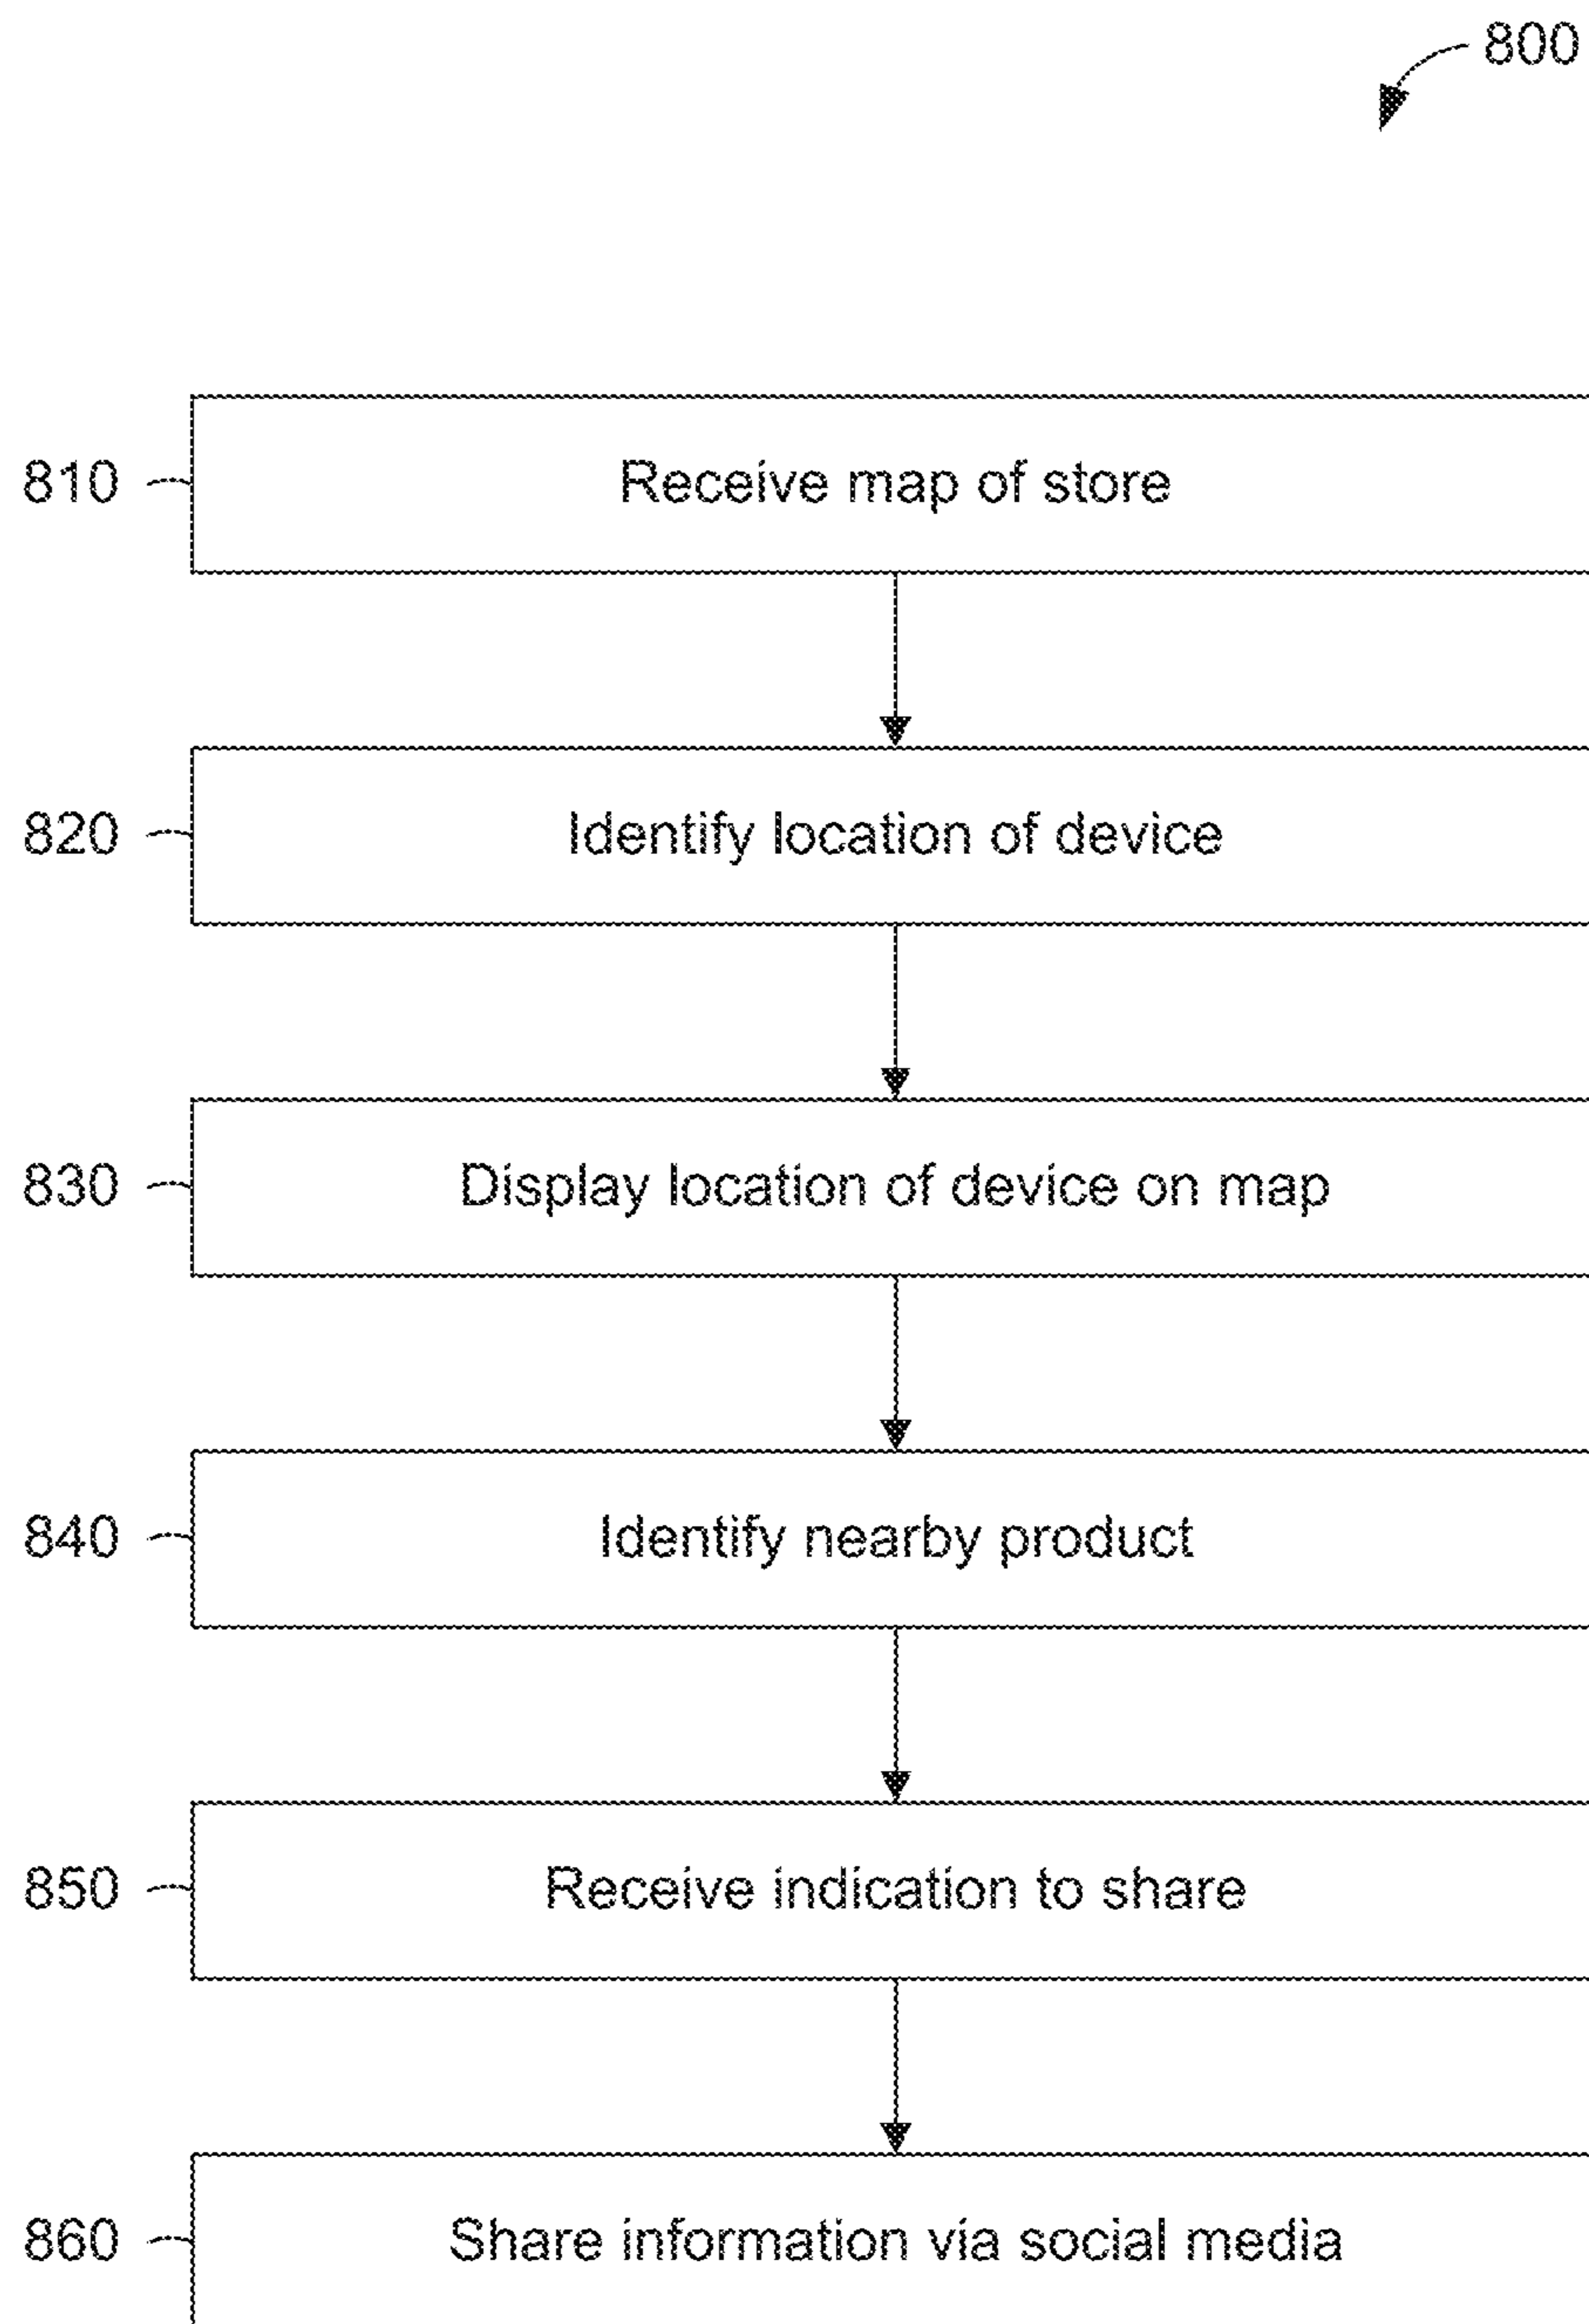 800
810 Receive map of store
820 Identify location of device
830 Display location of device on map
840 Identify nearby product
850 Receive indication to share
860 Share information via social media